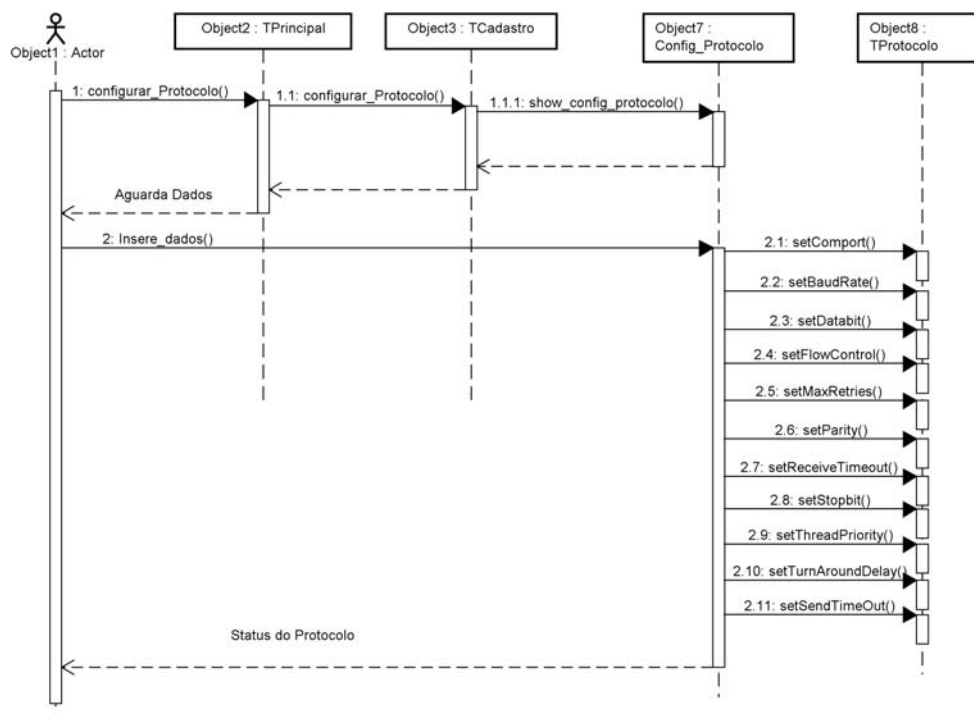 Object1 : Actor
Object2 : TPrincipal
Object3 : TCadastro
Object7 :
Config_Protocolo
Object8 :
TProtocolo
1: configurar_Protocolo()
1.1: configurar_Protocolo()
1.1.1: show_config_protocolo()
Aguarda Dados
2: Insere_dados()
2.1: setComport()
2.2: setBaudRate()
2.3: setDatabit()
2.4: setFlowControl()
2.5: setMaxRetries()
2.6: setParity()
2.7: setReceiveTimeout()
2.8: setStopbit()
2.9: setThreadPriority()
2.10: setTurnAroundDelay()
2.11: setSendTimeOut()
Status do Protocolo